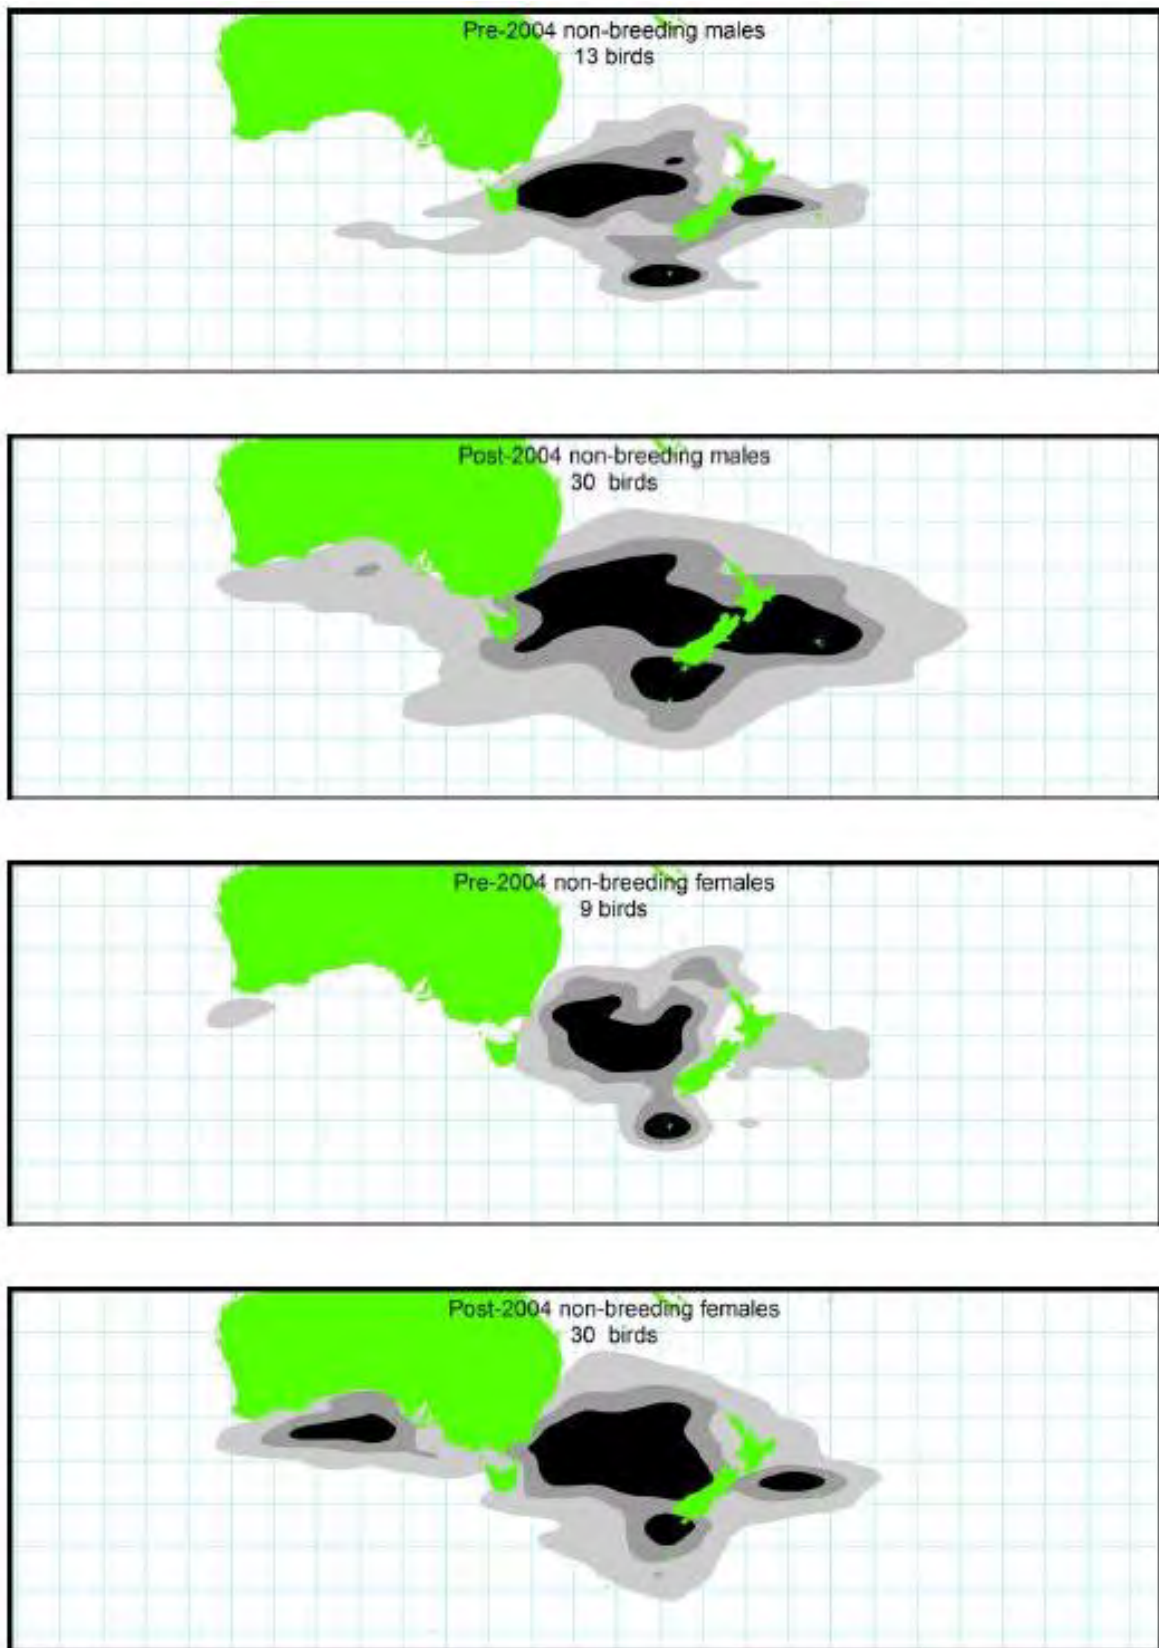 Pre-2004 non-breeding males
13 birds
Post-2004 non-breeding males
30 birds
Pre-2004 non-breeding females
9 birds
Post-2004 non-breeding females
30 birds